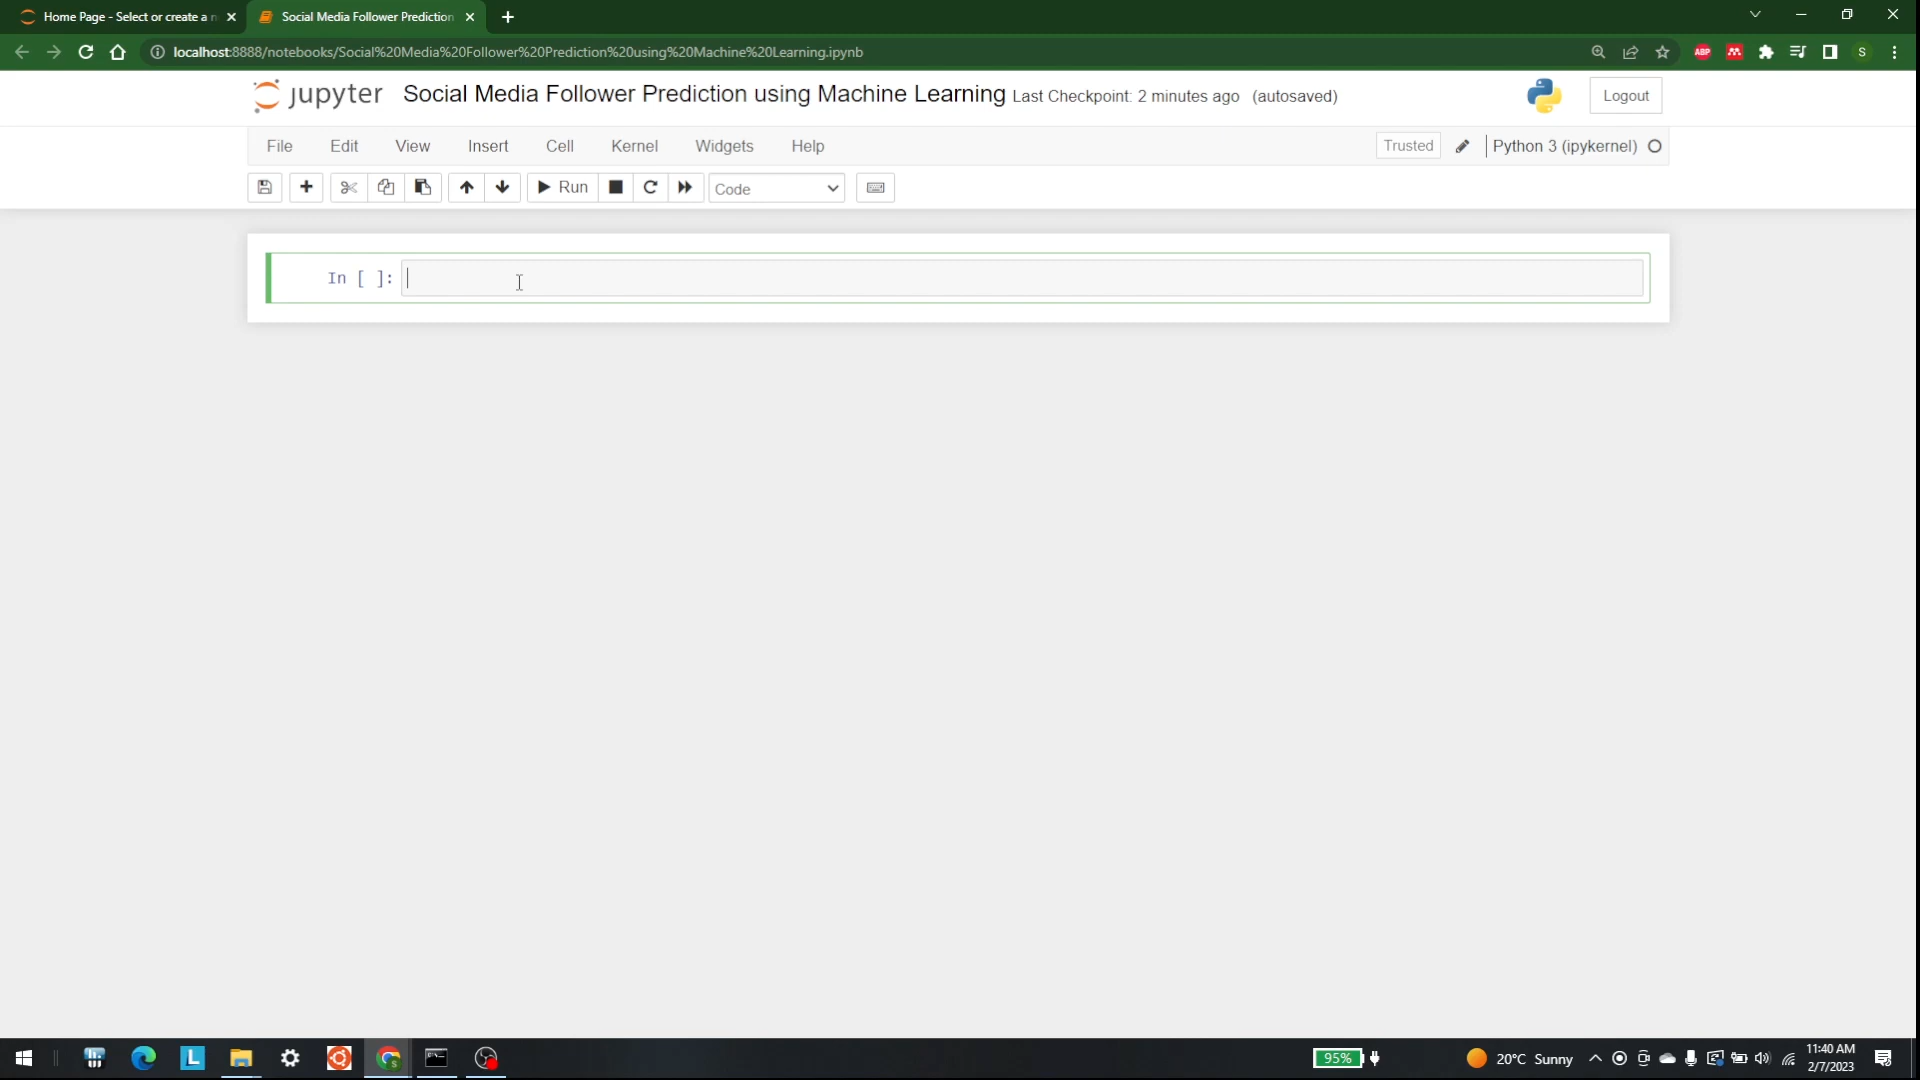 Home Page - Select or create a n
Social Media Follower Prediction
localhost:8888/notebooks/Social%20Media%20Follower%20Prediction%20using%20Machine%20Learning.ipynb
ABP
S
jupyter Social Media Follower Prediction using Machine Learning Last Checkpoint: 2 minutes ago (autosaved)
Logout
File Edit View Insert Cell Kernel Widgets Help
Trusted
Python 3 (ipykernel)
Run
Code
In [ ]:
L
95%
20°C Sunny
11:40 AM
2/7/2023